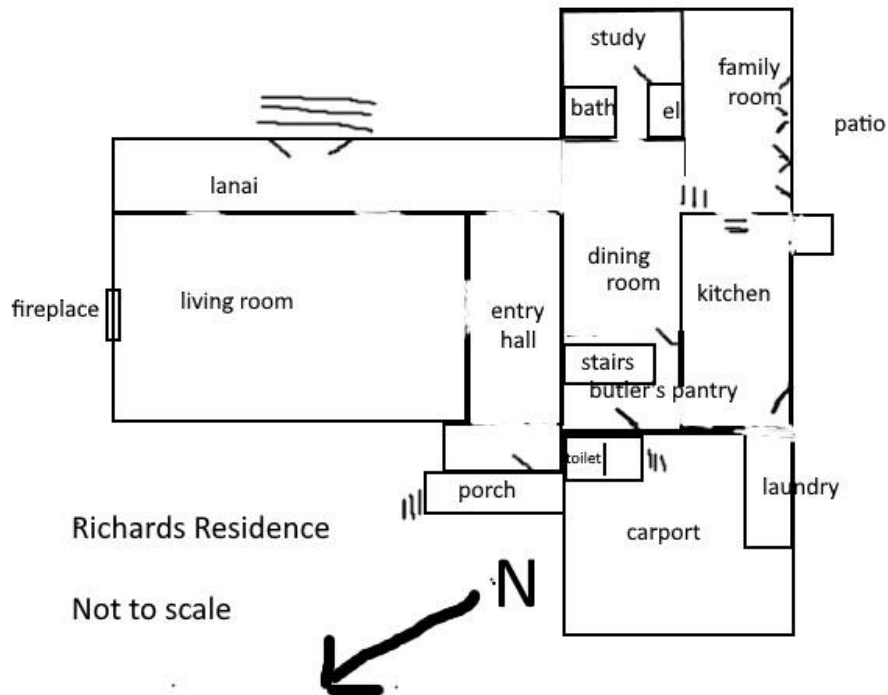 study
family
room
bath
el
patio
lanai
dining
room
kitchen
fireplace
living room
entry
hall
stairs
butler's pantry
toilet
laundry
porch
carport
Richards Residence
N
Not to scale